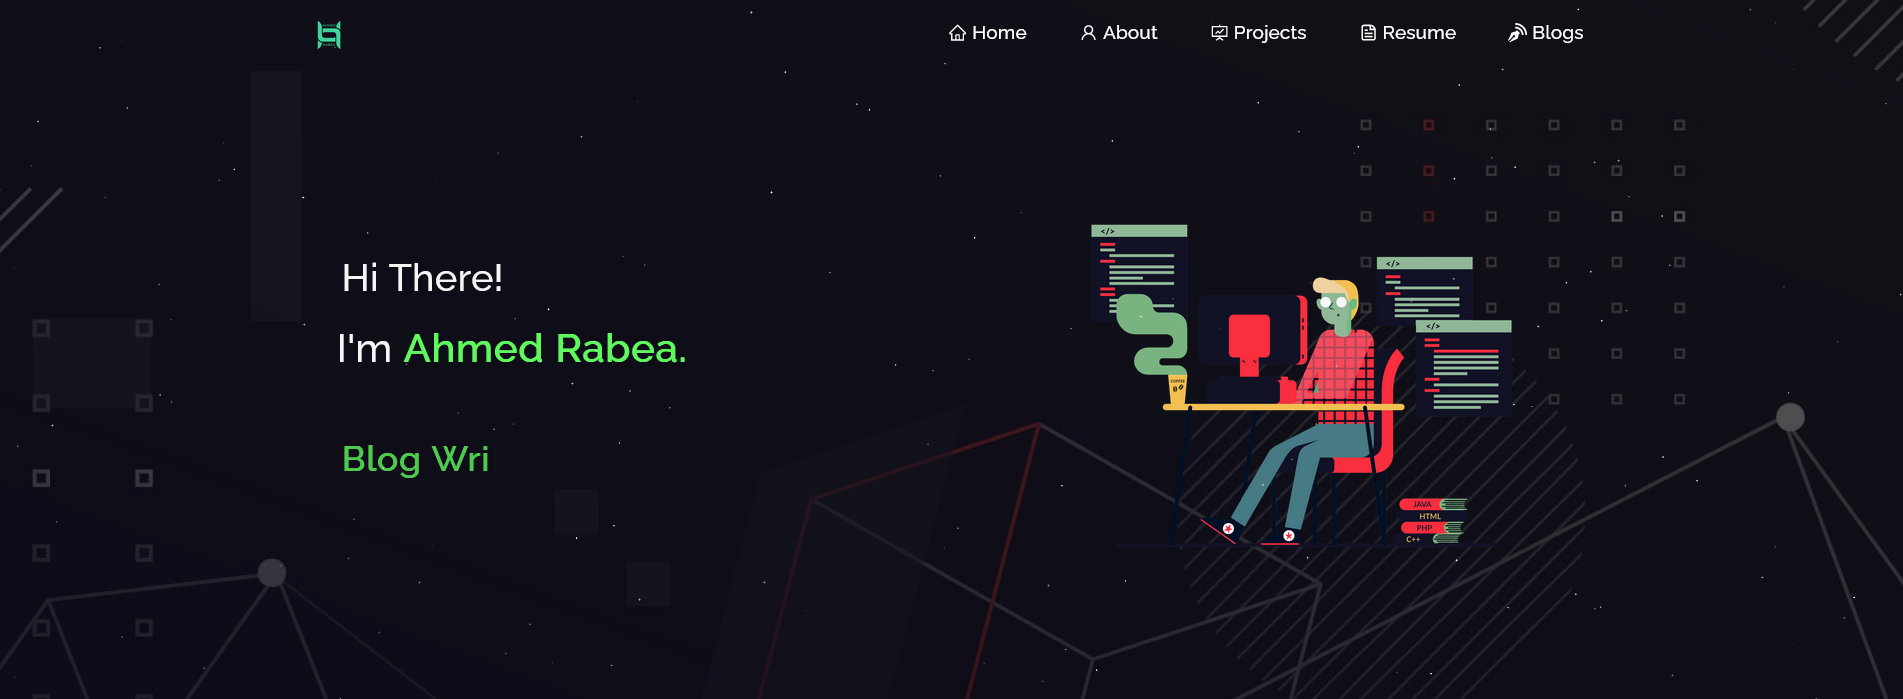 Home
About
Projects
Resume
Blogs
Hi There!
I'm Ahmed Rabea.
Blog Wri
</>
</>
</>
COFFEE
JAVA
HTML
PHP
C++